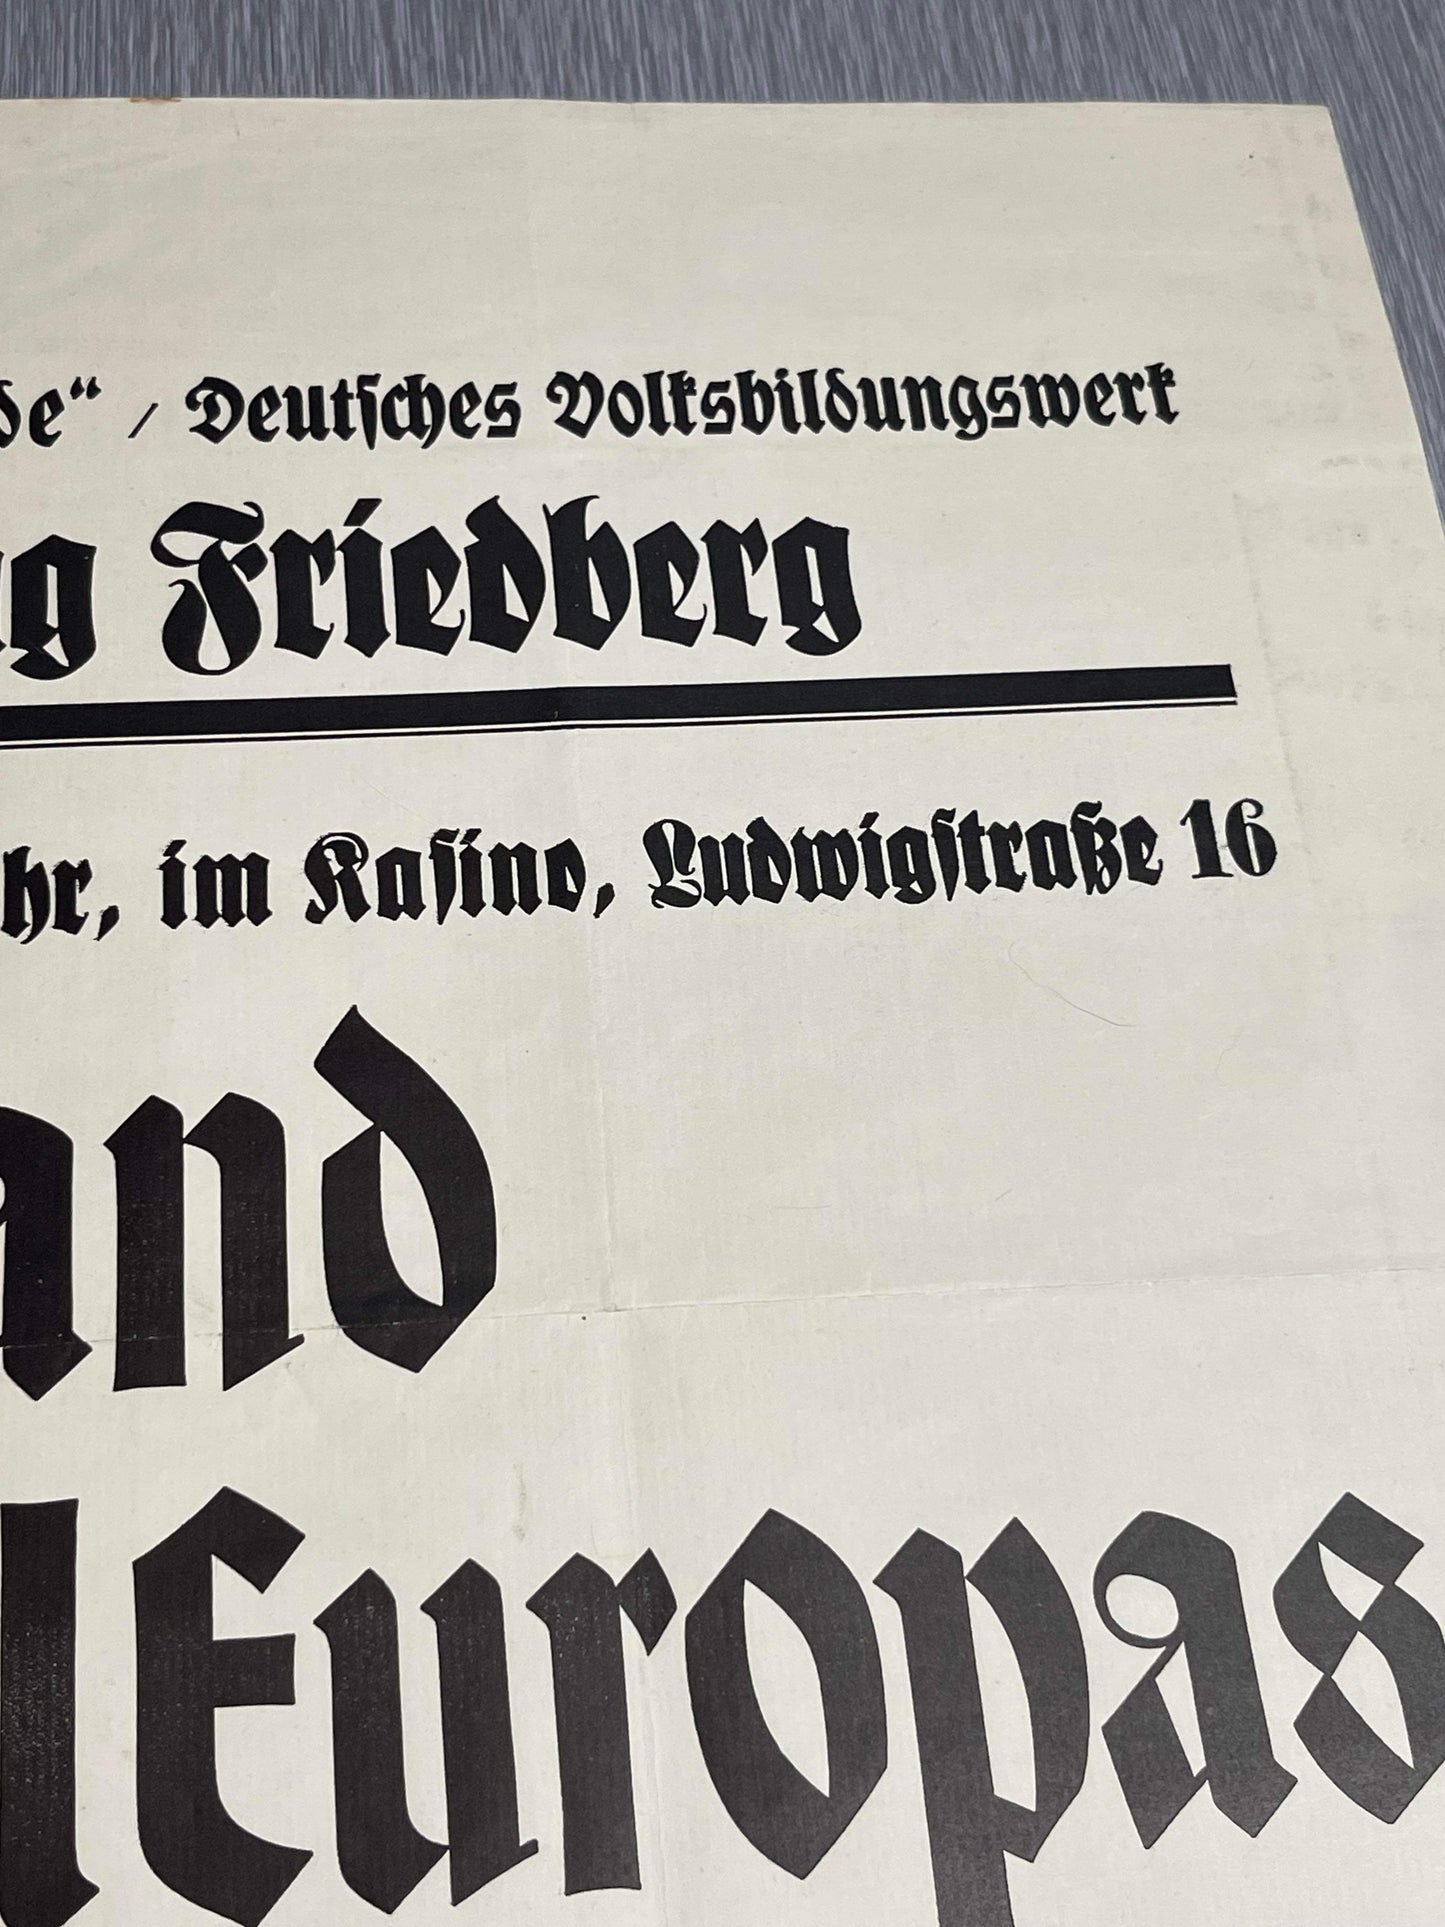 de“ / Deutſches Volksbildungswerk
g Friedberg
hr, im Kaſino, Ludwigſtraße 16
and
l Europas